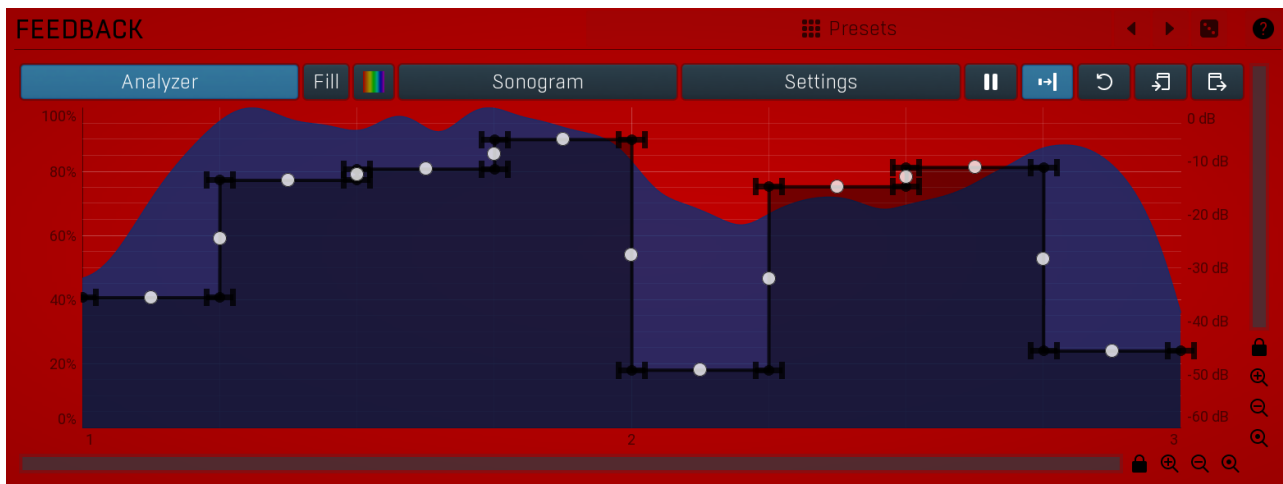 FEEDBACK Presets ?
Analyzer Fill Sonogram Settings
100% 0 dB
80% -10 dB
60% -20 dB
-30 dB
40% -40 dB
20% -50 dB
0% -60 dB
1 2 3